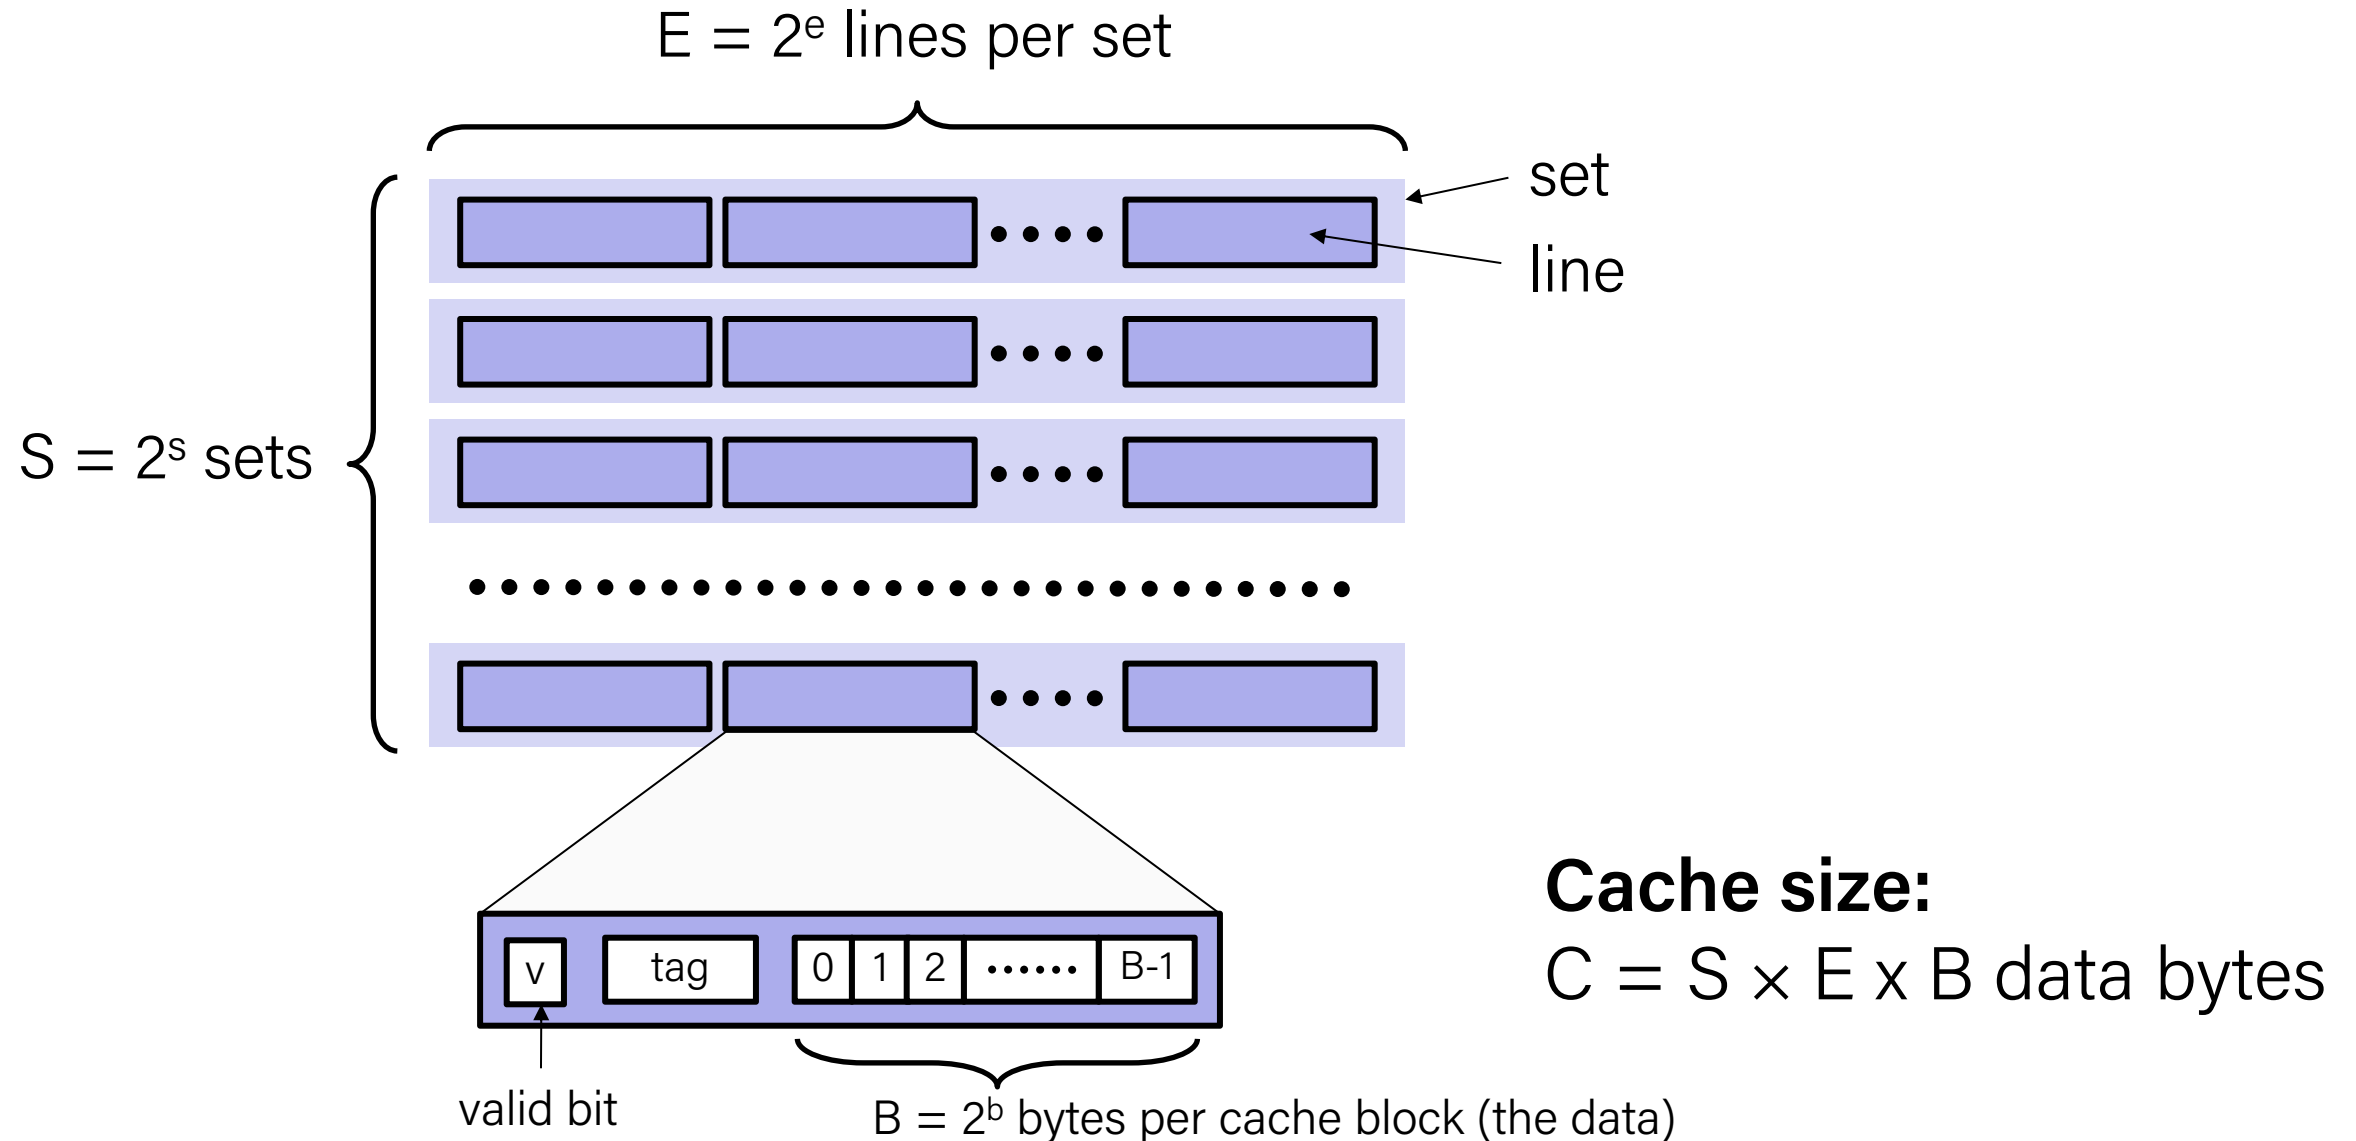 E = 2ᵉ lines per set
set
line
S = 2ˢ sets
v
tag
0
1
2
B-1
valid bit
B = 2ᵇ bytes per cache block (the data)
Cache size:
C = S × E x B data bytes